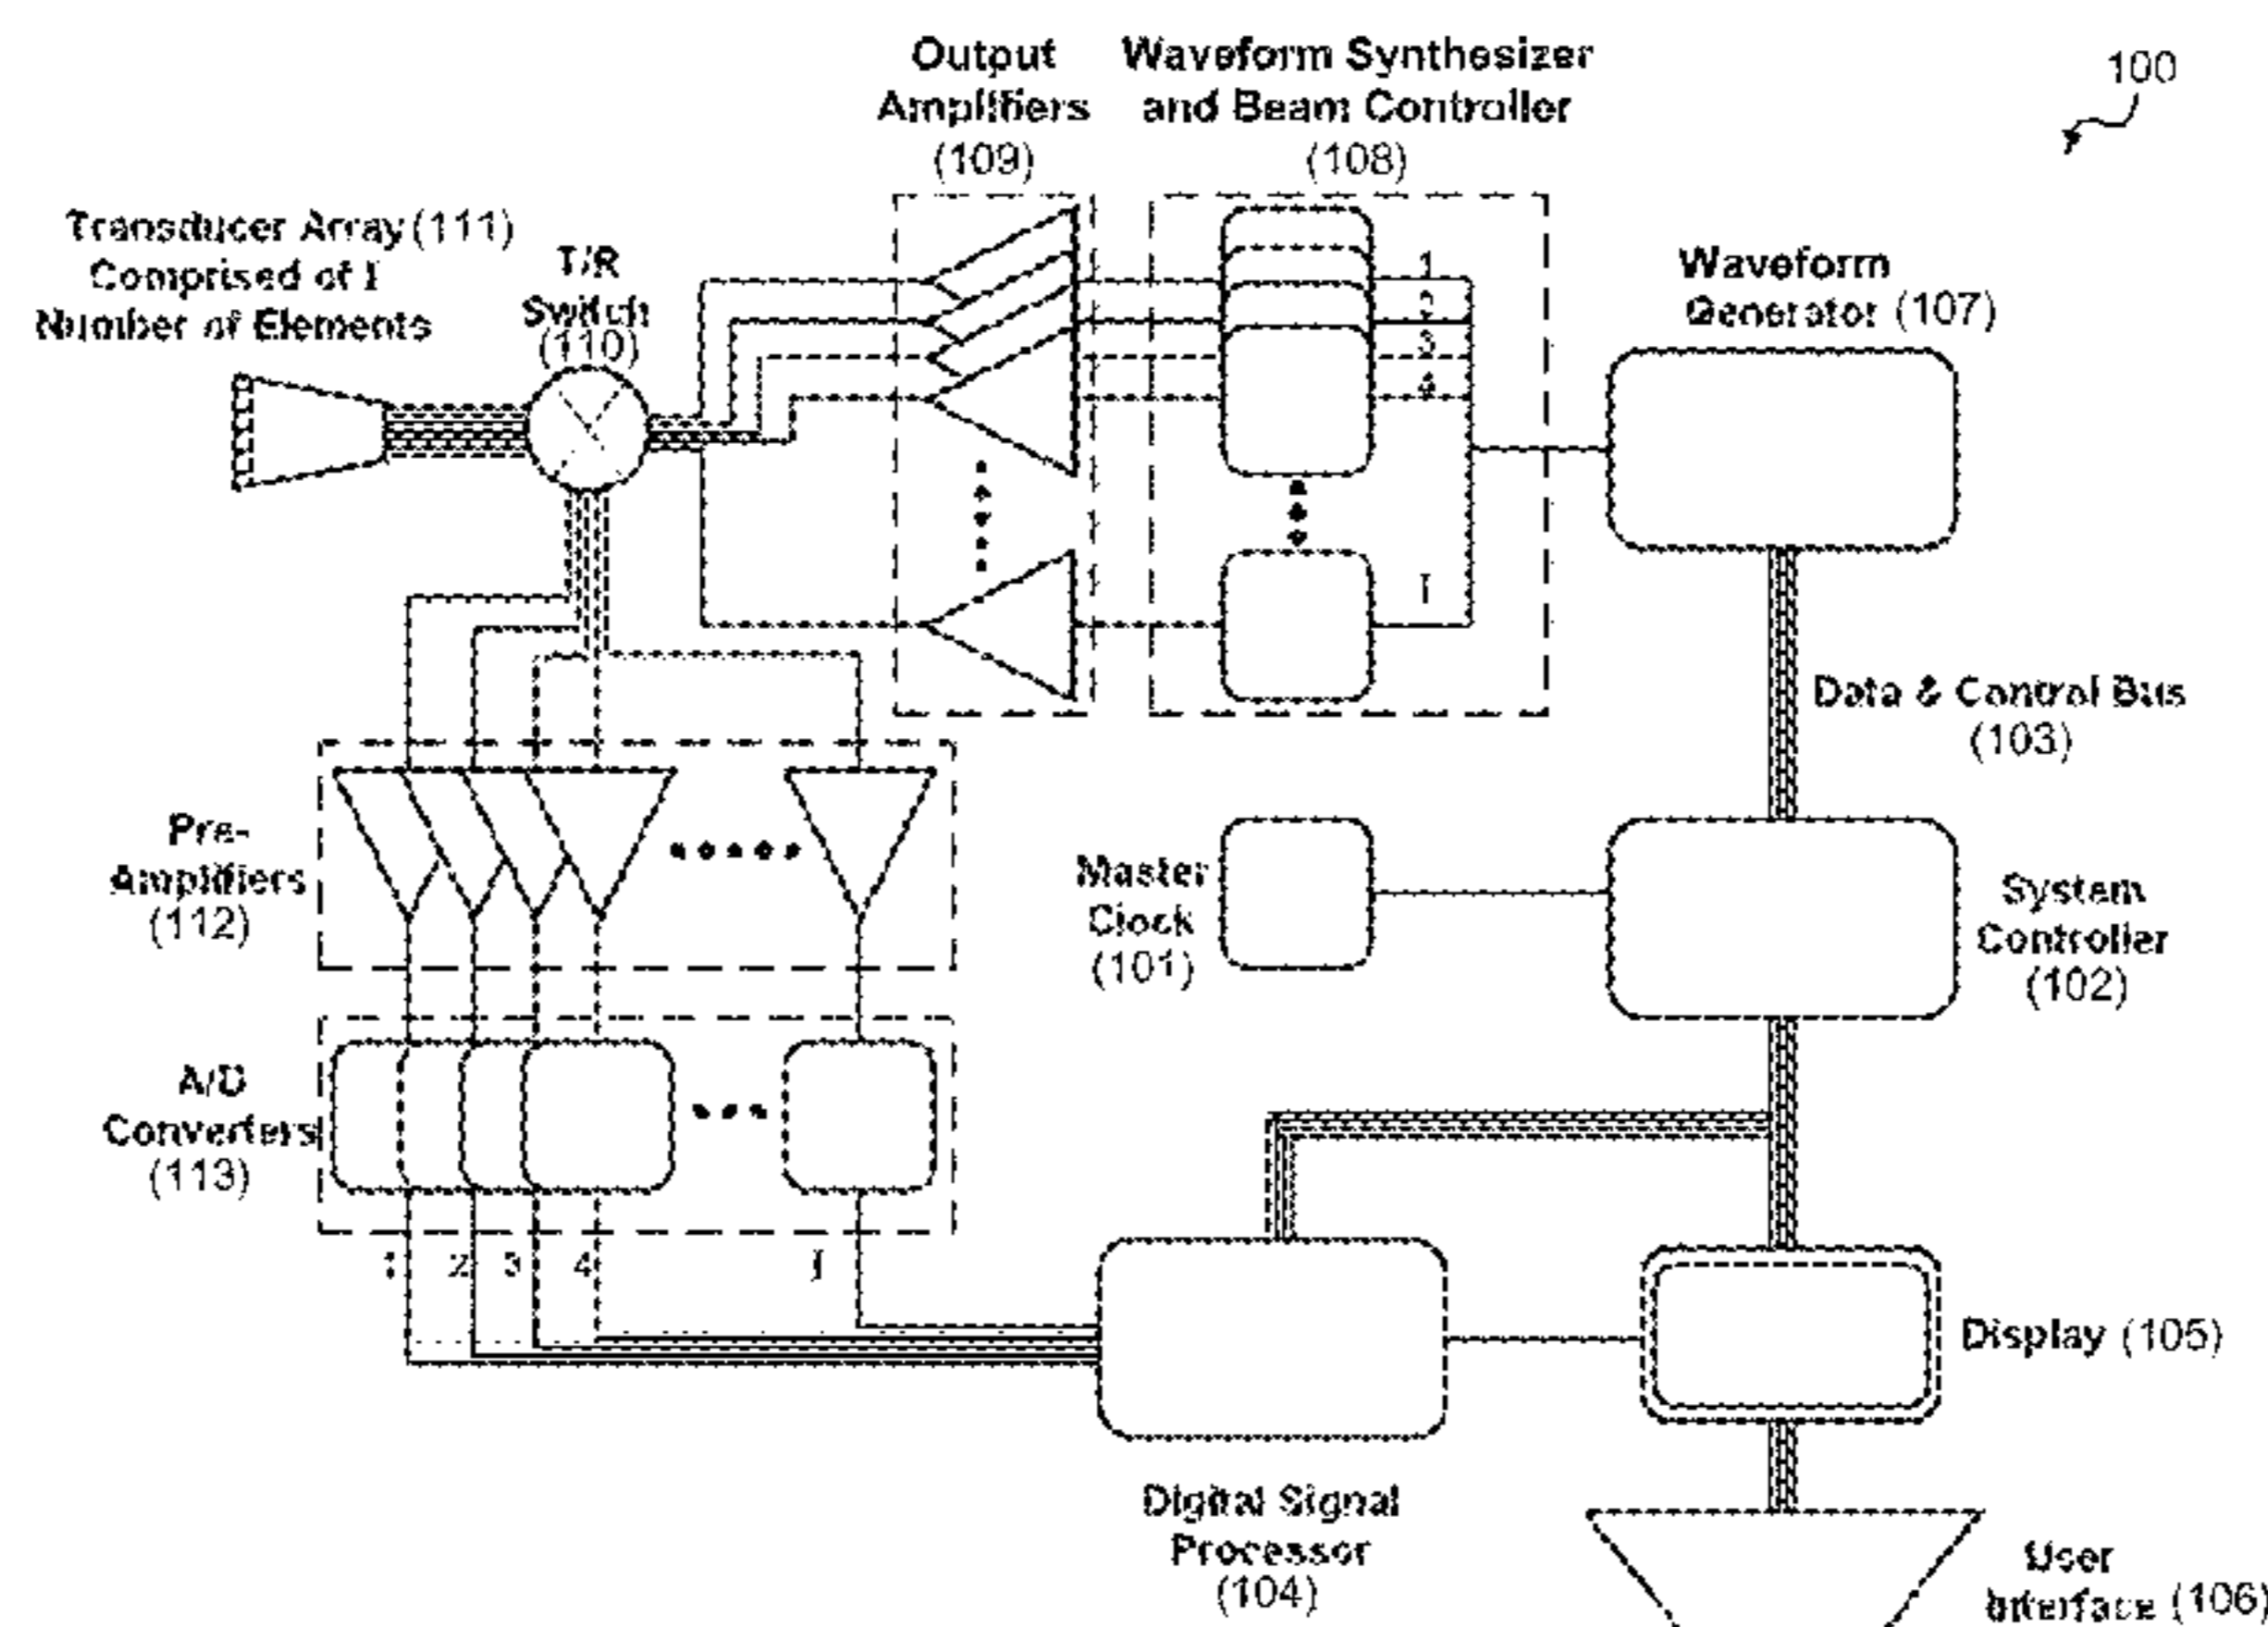 Output
Amplifiers
(109)
Waveform Synthesizer
and Beam Controller
(108)
100
Transducer Array (111)
Comprised of I
Number of Elements
T/R
Switch
(110)
1
2
3
4
I
Waveform
Generator (107)
Data & Control Bus
(103)
Pre-
Amplifiers
(112)
Master
Clock
(101)
System
Controller
(102)
A/D
Converters
(113)
1
2
3
4
I
Display (105)
Digital Signal
Processor
(104)
User
Interface (106)